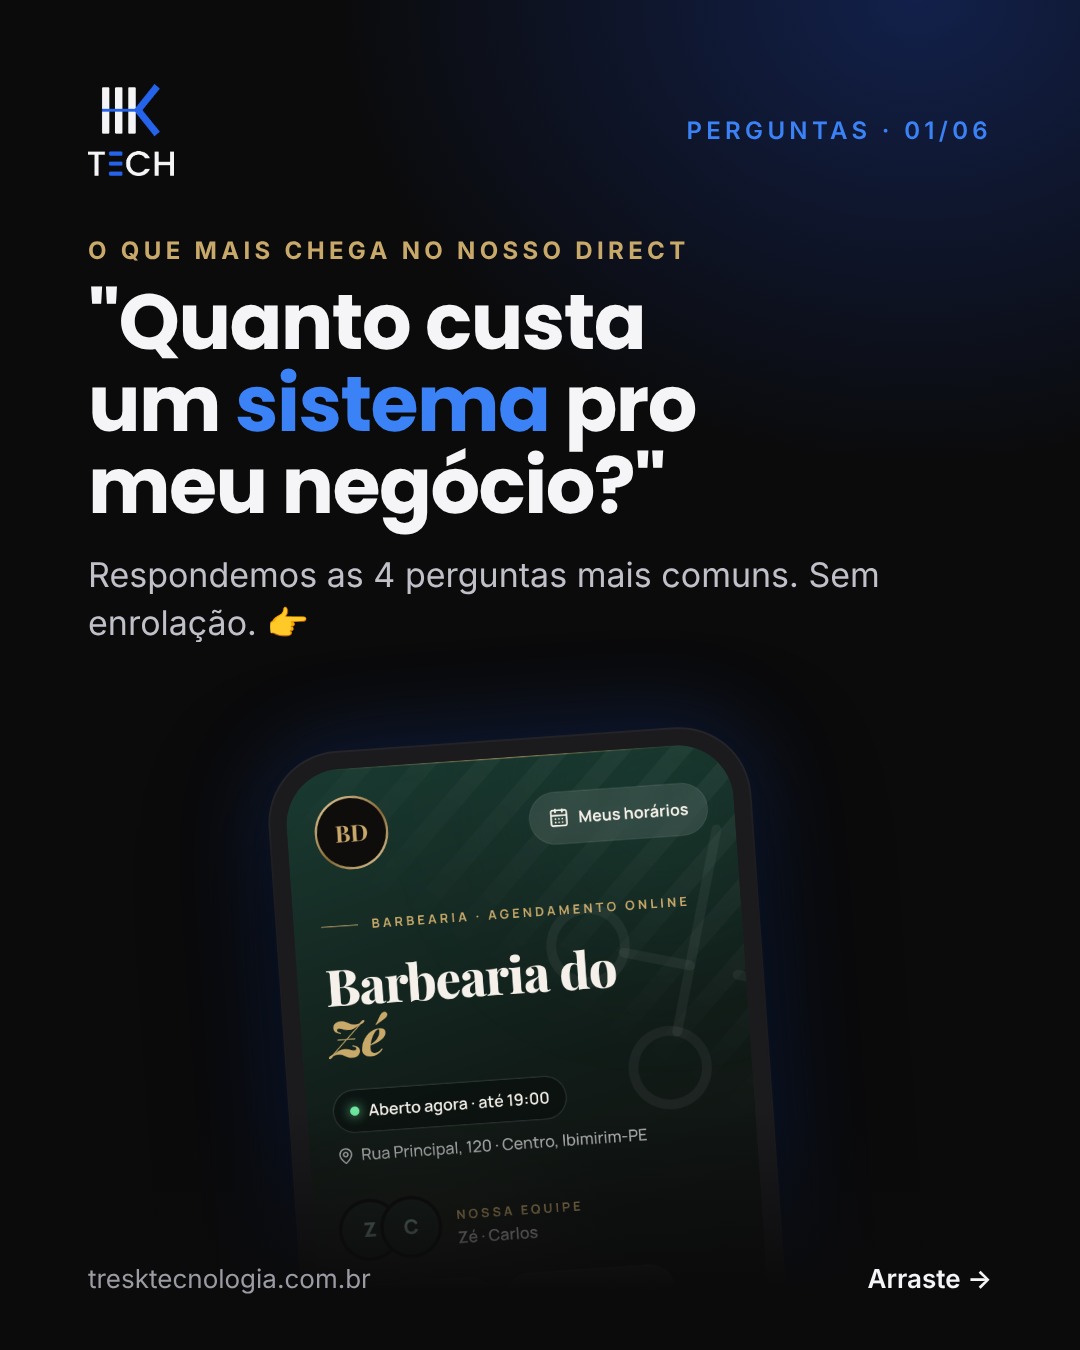 TECH
PERGUNTAS · 01/06
O QUE MAIS CHEGA NO NOSSO DIRECT
"Quanto custa
um sistema pro
meu negócio?"
Respondemos as 4 perguntas mais comuns. Sem
enrolação. 👉
BD
Meus horários
BARBEARIA · AGENDAMENTO ONLINE
Barbearia do
Zé
Aberto agora · até 19:00
Rua Principal, 120 · Centro, Ibimirim-PE
Z C
NOSSA EQUIPE
Zé · Carlos
tresktecnologia.com.br
Arraste →